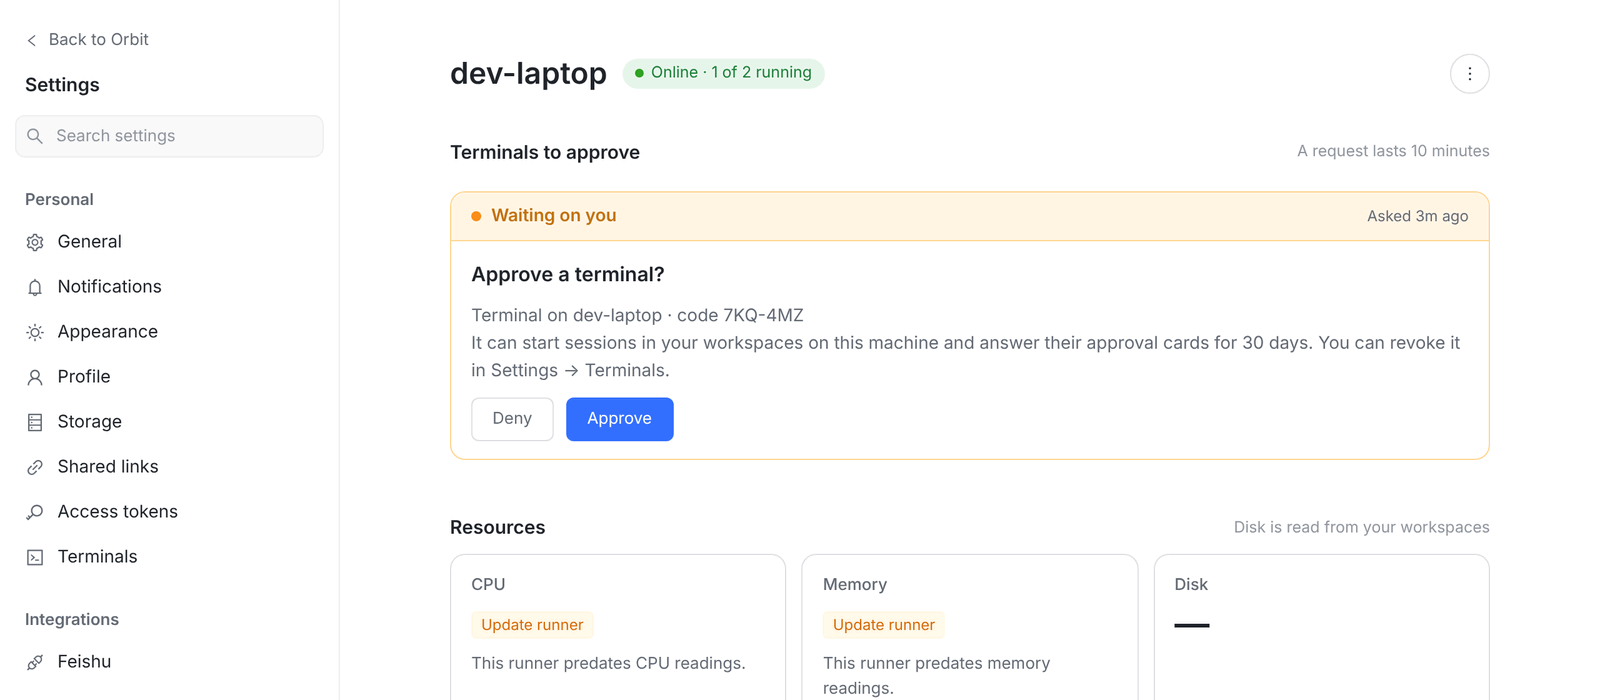 Back to Orbit
Settings
Search settings
Personal
General
Notifications
Appearance
Profile
Storage
Shared links
Access tokens
Terminals
Integrations
Feishu
dev-laptop
Online · 1 of 2 running
Terminals to approve
A request lasts 10 minutes
Waiting on you
Asked 3m ago
Approve a terminal?
Terminal on dev-laptop · code 7KQ-4MZ
It can start sessions in your workspaces on this machine and answer their approval cards for 30 days. You can revoke it
in Settings → Terminals.
Deny
Approve
Resources
Disk is read from your workspaces
CPU
Update runner
This runner predates CPU readings.
Memory
Update runner
This runner predates memory
readings.
Disk
—